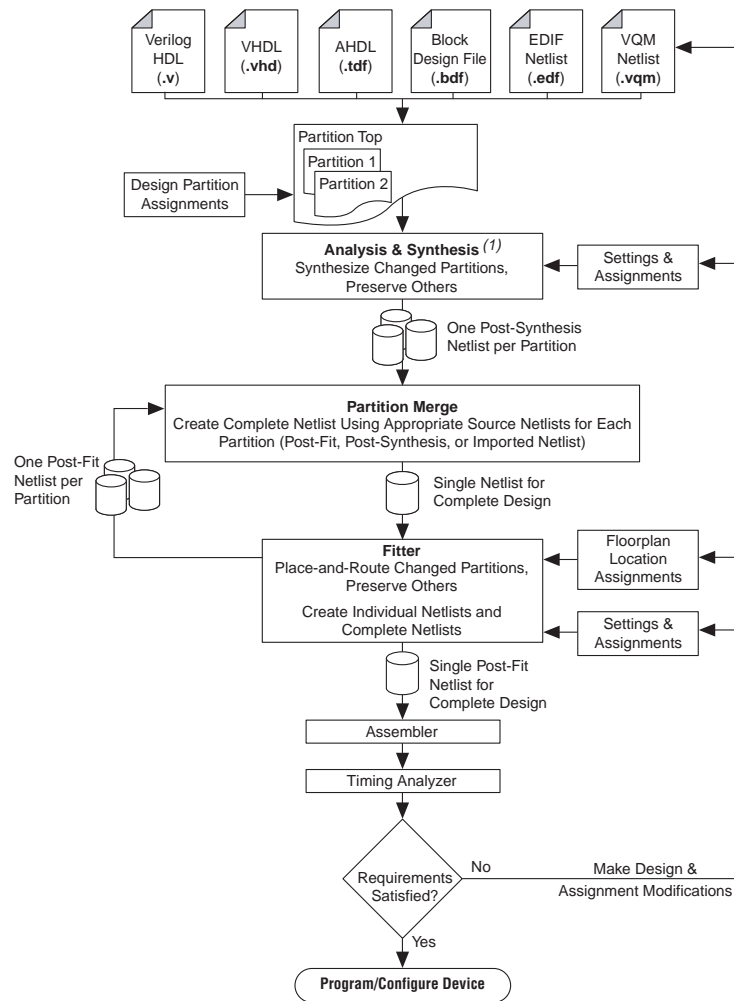 Verilog
HDL
(.v)
VHDL
(.vhd)
AHDL
(.tdf)
Block
Design File
(.bdf)
EDIF
Netlist
(.edf)
VQM
Netlist
(.vqm)
Partition Top
Partition 1
Partition 2
Design Partition
Assignments
Analysis & Synthesis (1)
Synthesize Changed Partitions,
Preserve Others
Settings &
Assignments
One Post-Synthesis
Netlist per Partition
Partition Merge
Create Complete Netlist Using Appropriate Source Netlists for Each
Partition (Post-Fit, Post-Synthesis, or Imported Netlist)
One Post-Fit
Netlist per
Partition
Single Netlist for
Complete Design
Fitter
Place-and-Route Changed Partitions,
Preserve Others
Create Individual Netlists and
Complete Netlists
Floorplan
Location
Assignments
Settings &
Assignments
Single Post-Fit
Netlist for
Complete Design
Assembler
Timing Analyzer
Requirements
Satisfied?
No
Make Design &
Assignment Modifications
Yes
Program/Configure Device